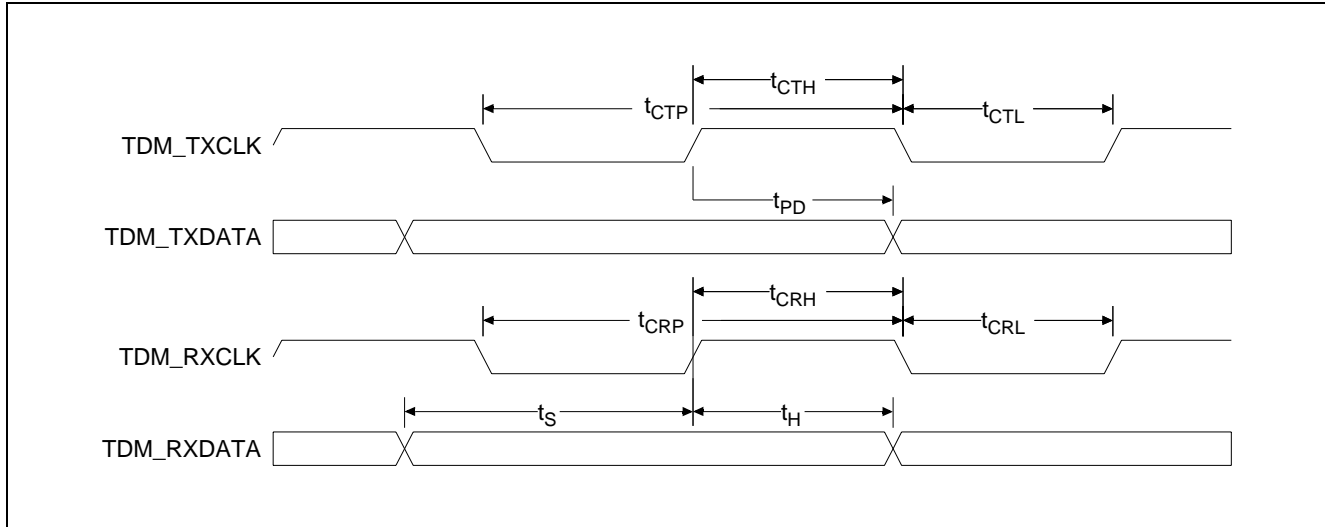 tCTH
tCTP
tCTL
TDM_TXCLK
tPD
TDM_TXDATA
tCRH
tCRP
tCRL
TDM_RXCLK
tS
tH
TDM_RXDATA